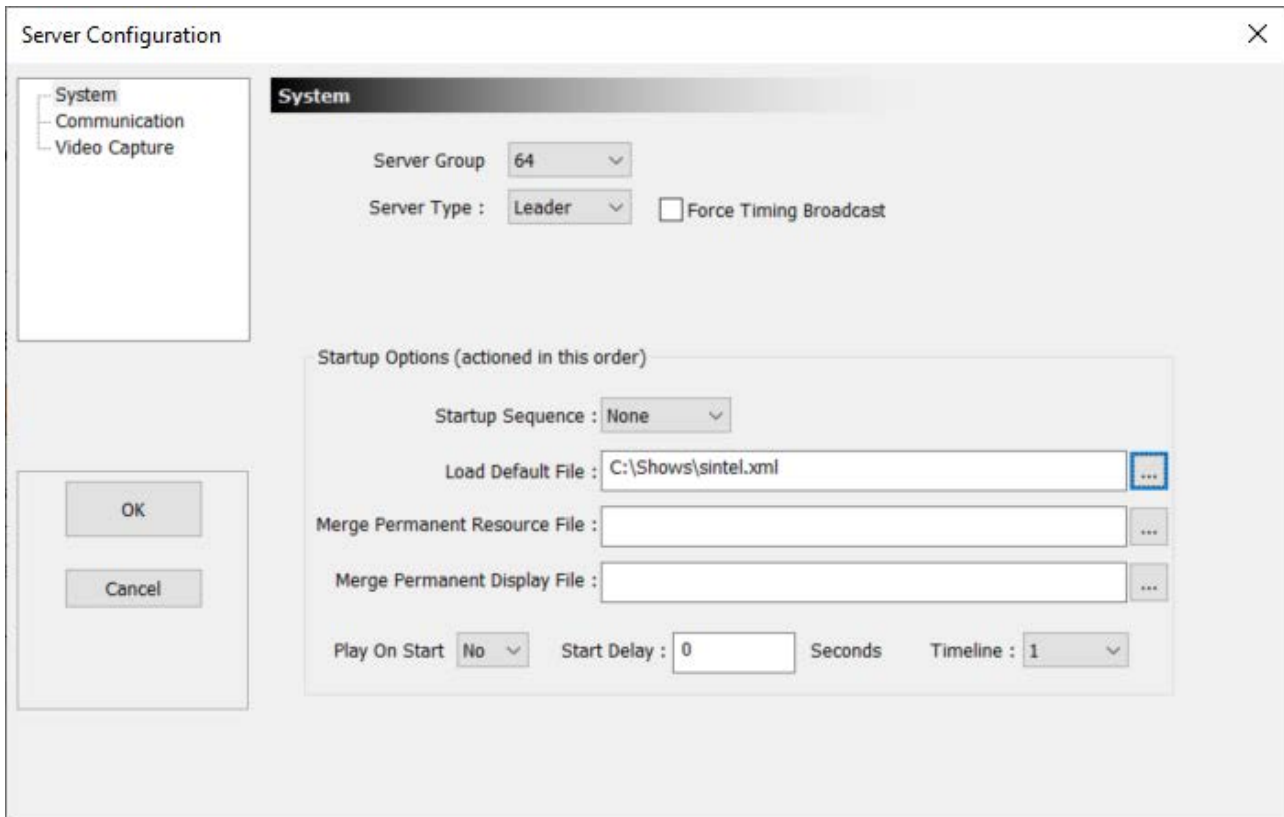 Server Configuration
System
Communication
Video Capture
System
Server Group 64
Server Type : Leader Force Timing Broadcast
Startup Options (actioned in this order)
Startup Sequence : None
Load Default File : C:\Shows\sintel.xml ...
Merge Permanent Resource File : ...
Merge Permanent Display File : ...
Play On Start No Start Delay : 0 Seconds Timeline : 1
OK
Cancel